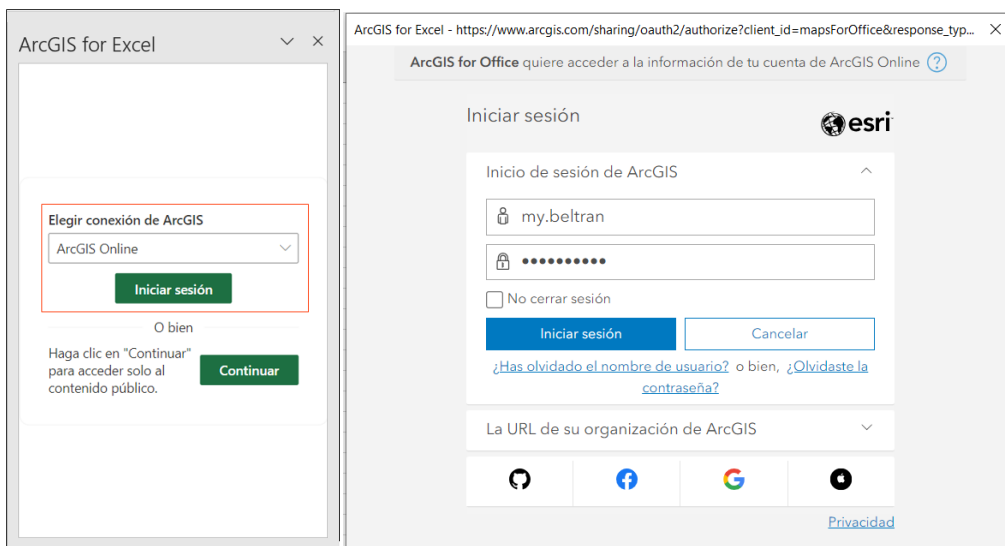 ArcGIS for Excel
Elegir conexión de ArcGIS
ArcGIS Online
Iniciar sesión
O bien
Haga clic en "Continuar"
para acceder solo al
contenido público.
Continuar
ArcGIS for Excel - https://www.arcgis.com/sharing/oauth2/authorize?client_id=mapsForOffice&response_typ...
ArcGIS for Office quiere acceder a la información de tu cuenta de ArcGIS Online ?
Iniciar sesión
esri
Inicio de sesión de ArcGIS
my.beltran
••••••••••
No cerrar sesión
Iniciar sesión
Cancelar
¿Has olvidado el nombre de usuario? o bien, ¿Olvidaste la
contraseña?
La URL de su organización de ArcGIS
Privacidad